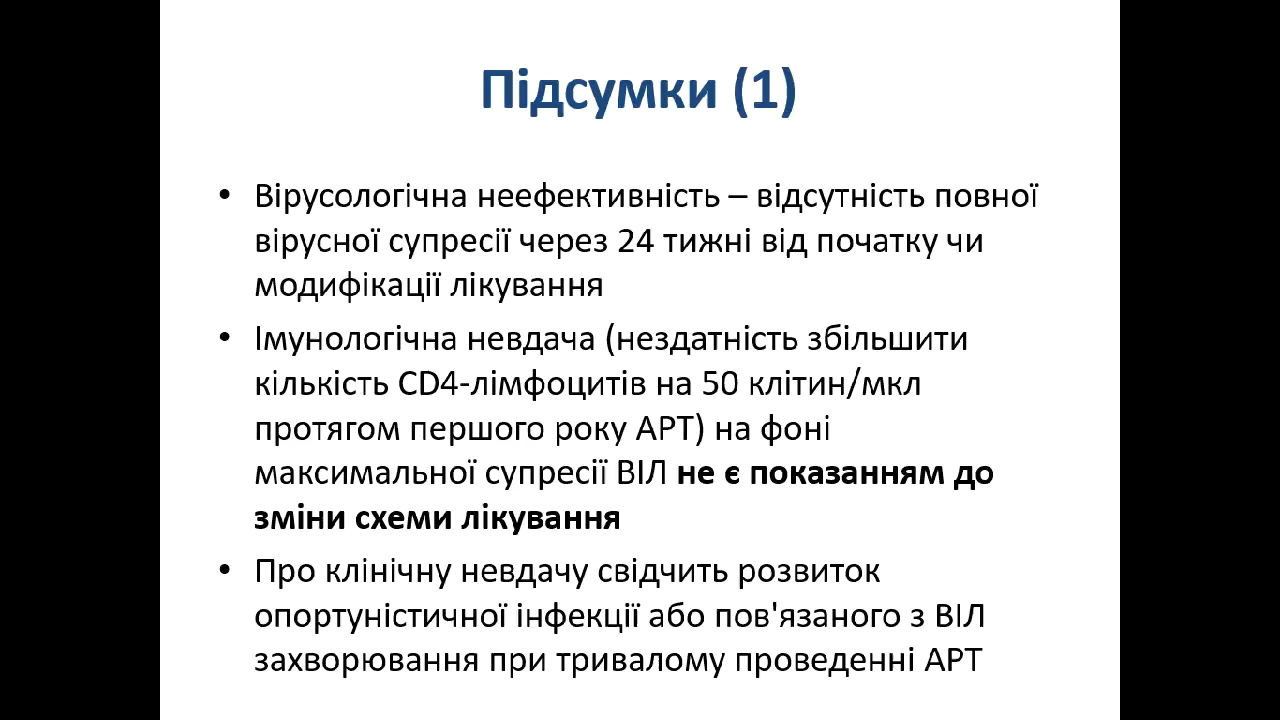 Підсумки (1)
• Вірусологічна неефективність – відсутність повної
вірусної супресії через 24 тижні від початку чи
модифікації лікування
• Імунологічна невдача (нездатність збільшити
кількість CD4-лімфоцитів на 50 клітин/мкл
протягом першого року АРТ) на фоні
максимальної супресії ВІЛ не є показанням до
зміни схеми лікування
• Про клінічну невдачу свідчить розвиток
опортуністичної інфекції або пов'язаного з ВІЛ
захворювання при тривалому проведенні АРТ